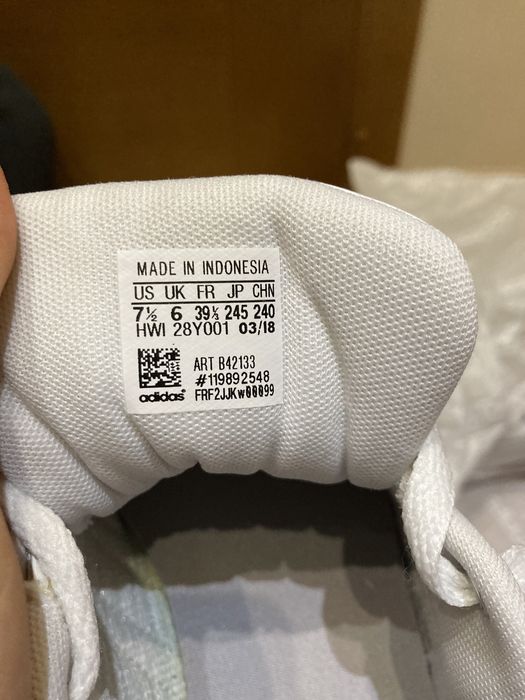 MADE IN INDONESIA
US UK FR JP CHN
7½ 6 39⅓ 245 240
HWI 28Y001 03/18
ART B42133
#119892548
adidas FRF2JJKw00099